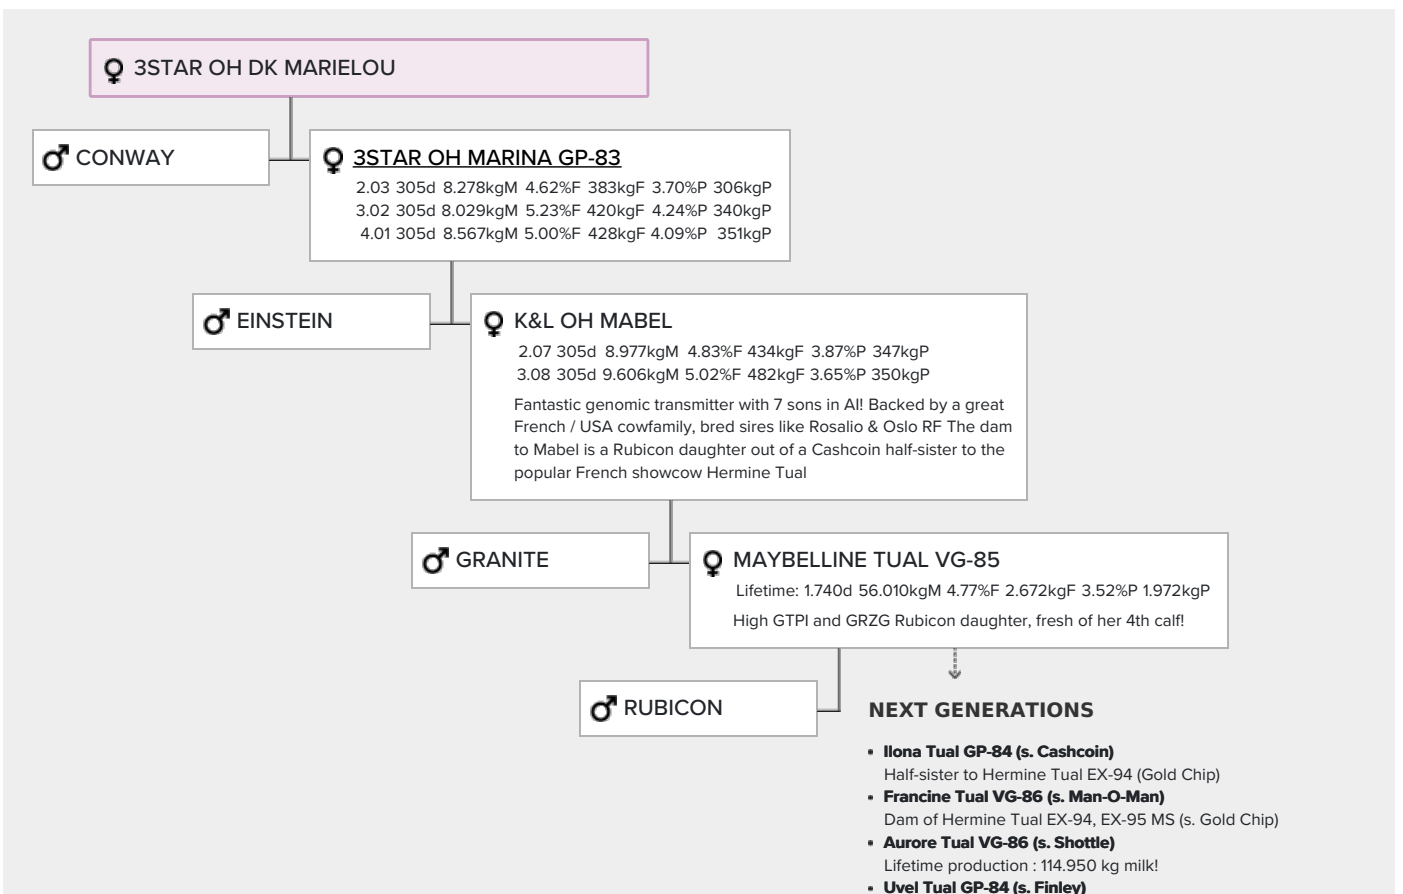 3STAR OH DK MARIELOU
CONWAY
3STAR OH MARINA GP-83
2.03 305d 8.278kgM 4.62%F 383kgF 3.70%P 306kgP
3.02 305d 8.029kgM 5.23%F 420kgF 4.24%P 340kgP
4.01 305d 8.567kgM 5.00%F 428kgF 4.09%P 351kgP
EINSTEIN
K&L OH MABEL
2.07 305d 8.977kgM 4.83%F 434kgF 3.87%P 347kgP
3.08 305d 9.606kgM 5.02%F 482kgF 3.65%P 350kgP
Fantastic genomic transmitter with 7 sons in AI! Backed by a great
French / USA cowfamily, bred sires like Rosalio & Oslo RF The dam
to Mabel is a Rubicon daughter out of a Cashcoin half-sister to the
popular French showcow Hermine Tual
GRANITE
MAYBELLINE TUAL VG-85
Lifetime: 1.740d 56.010kgM 4.77%F 2.672kgF 3.52%P 1.972kgP
High GTPI and GRZG Rubicon daughter, fresh of her 4th calf!
RUBICON
NEXT GENERATIONS
• Ilona Tual GP-84 (s. Cashcoin)
Half-sister to Hermine Tual EX-94 (Gold Chip)
• Francine Tual VG-86 (s. Man-O-Man)
Dam of Hermine Tual EX-94, EX-95 MS (s. Gold Chip)
• Aurore Tual VG-86 (s. Shottle)
Lifetime production : 114.950 kg milk!
• Uvel Tual GP-84 (s. Finley)